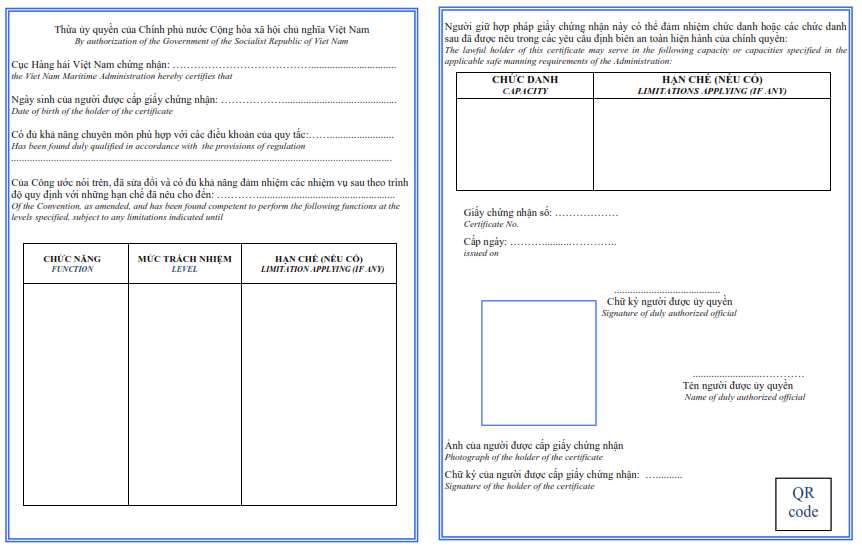 Thừa ủy quyền của Chính phủ nước Cộng hòa xã hội chủ nghĩa Việt Nam
By authorization of the Government of the Socialist Republic of Viet Nam
Cục Hàng hải Việt Nam chứng nhận: ………………………………..............................
the Viet Nam Maritime Administration hereby certifies that
Ngày sinh của người được cấp giấy chứng nhận: ………………........................................
Date of birth of the holder of the certificate
Có đủ khả năng chuyên môn phù hợp với các điều khoản của quy tắc:……........................
Has been found duly qualified in accordance with the provisions of regulation
....................................................................................................................................
Của Công ước nói trên, đã sửa đổi và có đủ khả năng đảm nhiệm các nhiệm vụ sau theo trình
độ quy định với những hạn chế đã nêu cho đến: …………..................................................
Of the Convention, as amended, and has been found competent to perform the following functions at the
levels specified, subject to any limitations indicated until
CHỨC NĂNG
FUNCTION
MỨC TRÁCH NHIỆM
LEVEL
HẠN CHẾ (NẾU CÓ)
LIMITATION APPLYING (IF ANY)
Người giữ hợp pháp giấy chứng nhận này có thể đảm nhiệm chức danh hoặc các chức danh
sau đã được nêu trong các yêu cầu định biên an toàn hiện hành của chính quyền:
The lawful holder of this certificate may serve in the following capacity or capacities specified in the
applicable safe manning requirements of the Administration:
CHỨC DANH
CAPACITY
HẠN CHẾ (NẾU CÓ)
LIMITATIONS APPLYING (IF ANY)
Giấy chứng nhận số: ………………
Certificate No.
Cấp ngày: ………..........…………..
issued on
........................................
Chữ ký người được ủy quyền
Signature of duly authorized official
.........................…………
Tên người được ủy quyền
Name of duly authorized official
Ảnh của người được cấp giấy chứng nhận
Photograph of the holder of the certificate
Chữ ký của người được cấp giấy chứng nhận: …..........
Signature of the holder of the certificate
QR
code